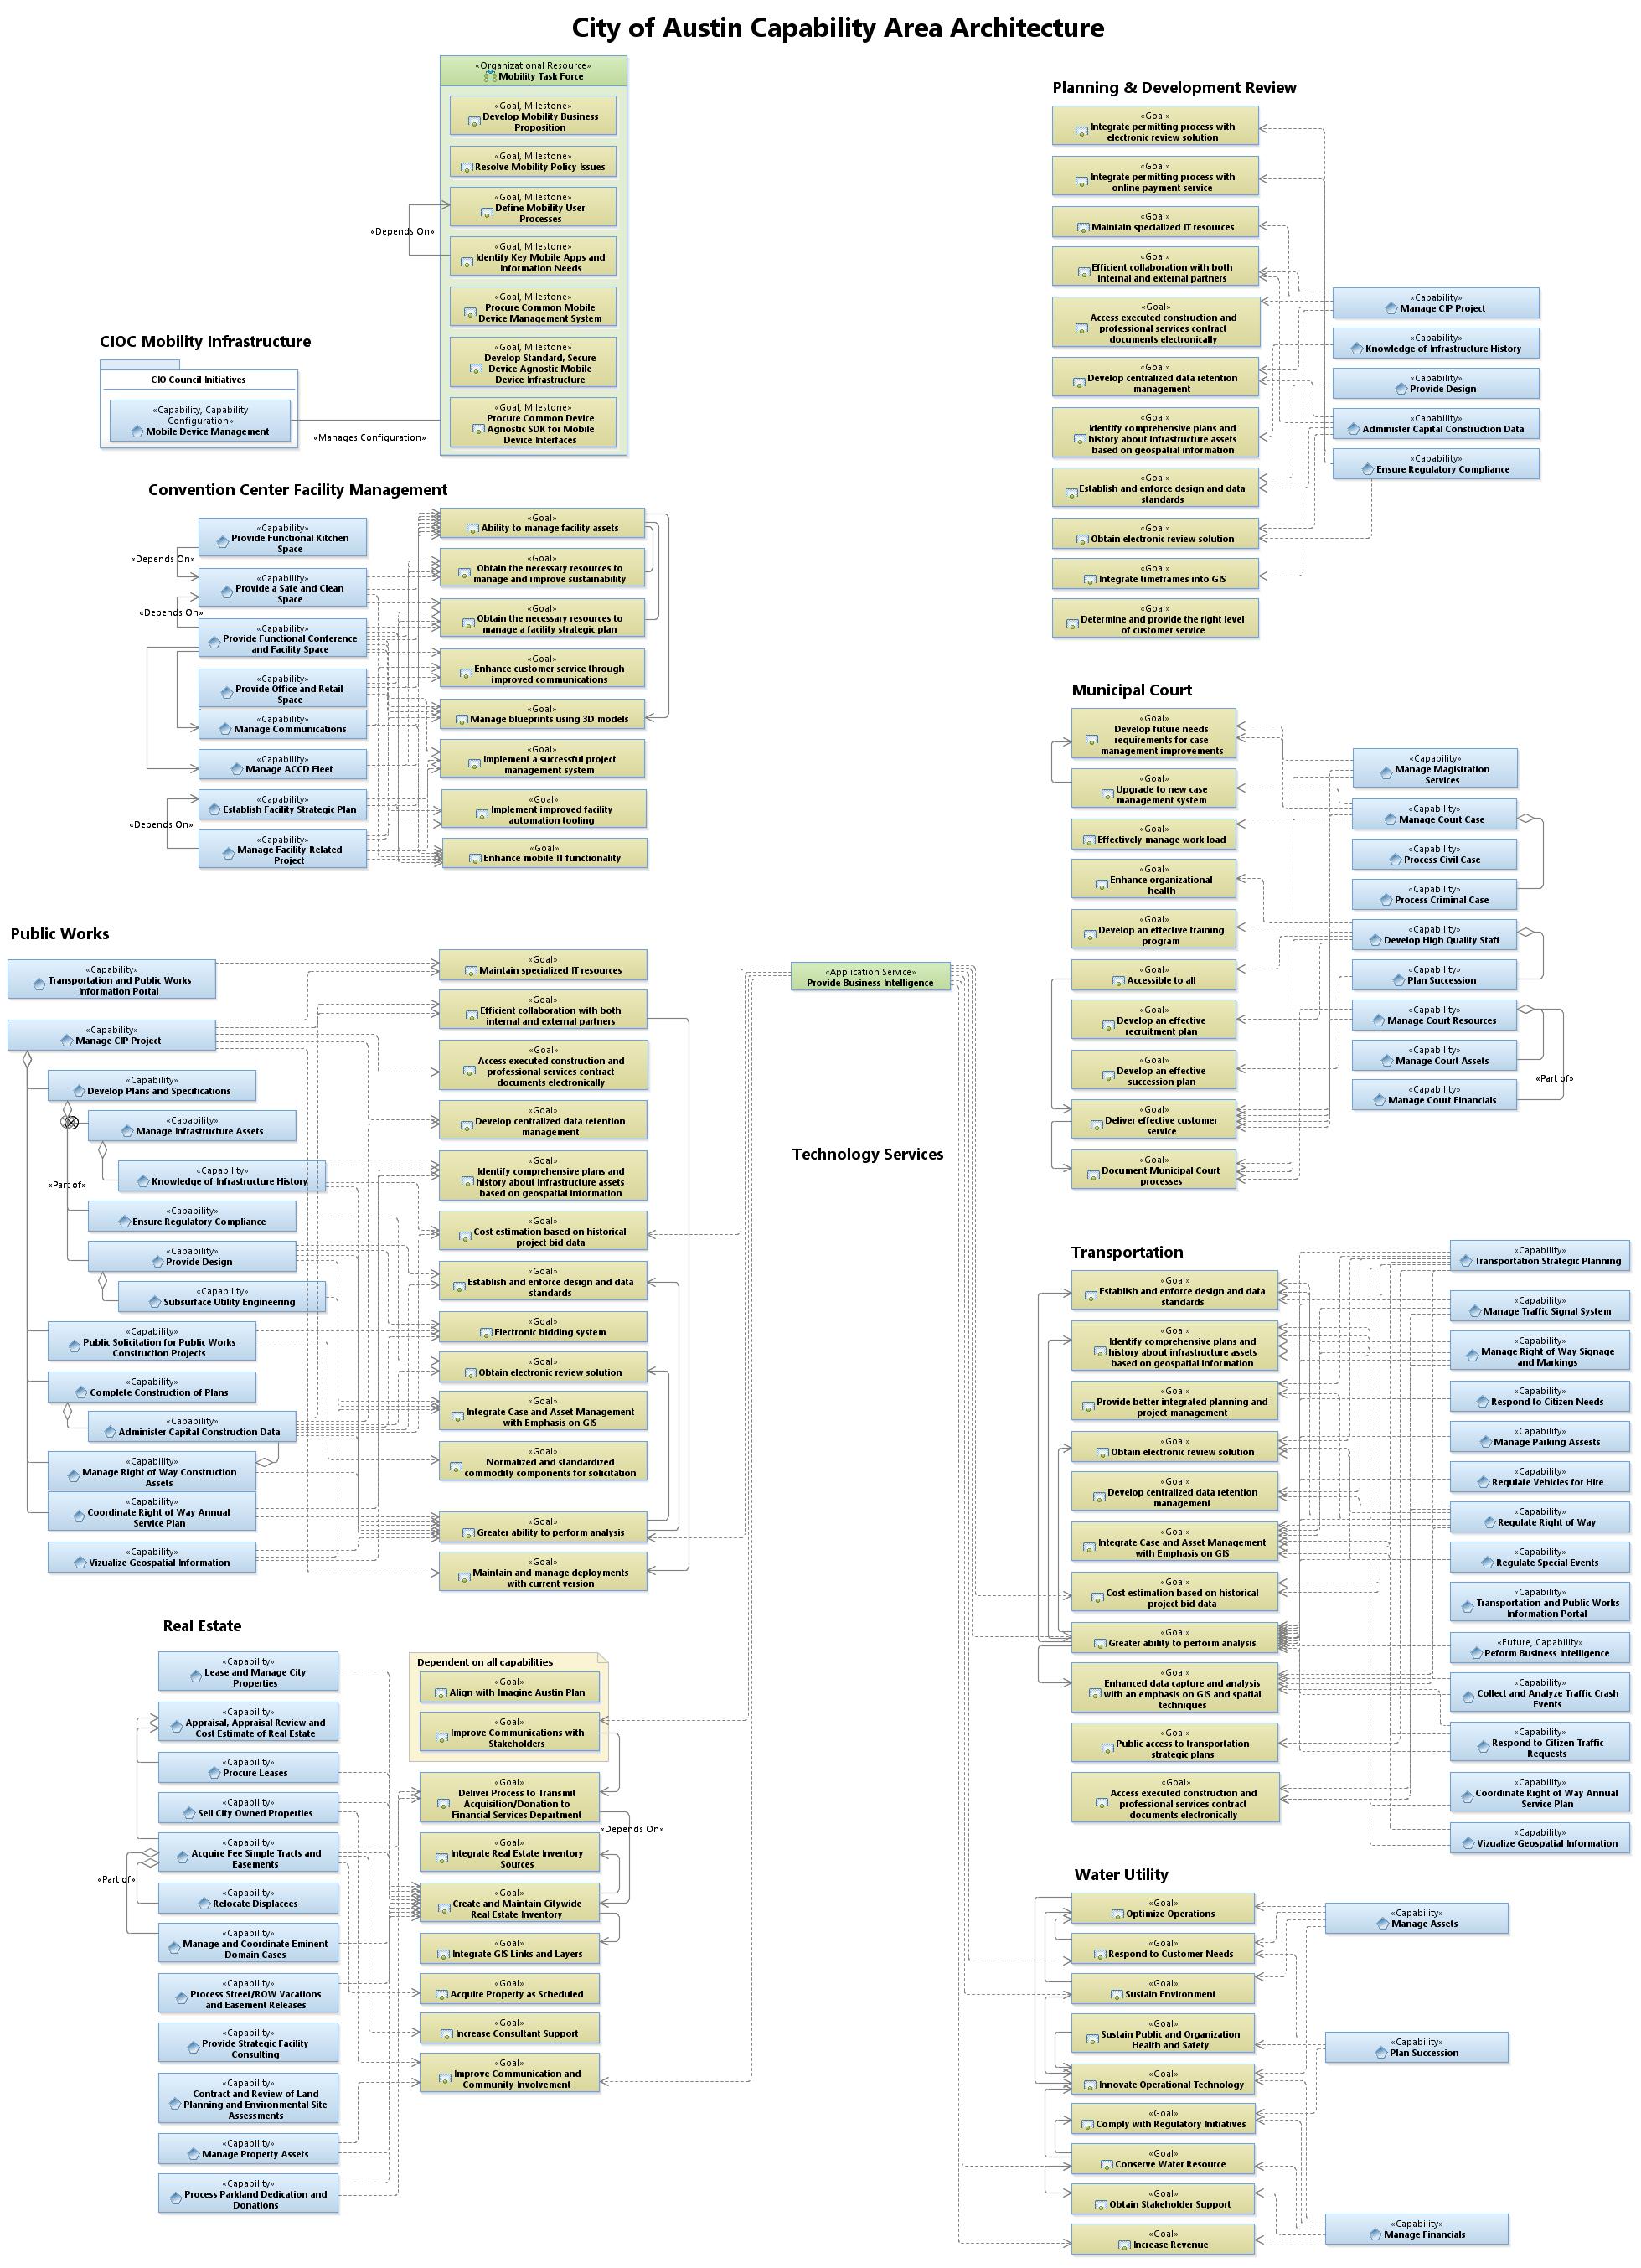 City of Austin Capability Area Architecture
«Organizational Resource»
Mobility Task Force
«Goal, Milestone»
Develop Mobility Business
Proposition
«Goal, Milestone»
Resolve Mobility Policy Issues
«Goal, Milestone»
Define Mobility User
Processes
«Depends On»
«Goal, Milestone»
Identify Key Mobile Apps and
Information Needs
«Goal, Milestone»
Procure Common Mobile
Device Management System
«Goal, Milestone»
Develop Standard, Secure
Device Agnostic Mobile
Device Infrastructure
«Goal, Milestone»
Procure Common Device
Agnostic SDK for Mobile
Device Interfaces
CIOC Mobility Infrastructure
CIO Council Initiatives
«Capability, Capability
Configuration»
Mobile Device Management
«Manages Configuration»
Planning & Development Review
«Goal»
Integrate permitting process with
electronic review solution
«Goal»
Integrate permitting process with
online payment service
«Goal»
Maintain specialized IT resources
«Goal»
Efficient collaboration with both
internal and external partners
«Goal»
Access executed construction and
professional services contract
documents electronically
«Goal»
Develop centralized data retention
management
«Goal»
Identify comprehensive plans and
history about infrastructure assets
based on geospatial information
«Goal»
Establish and enforce design and data
standards
«Goal»
Obtain electronic review solution
«Goal»
Integrate timeframes into GIS
«Goal»
Determine and provide the right level
of customer service
«Capability»
Manage CIP Project
«Capability»
Knowledge of Infrastructure History
«Capability»
Provide Design
«Capability»
Administer Capital Construction Data
«Capability»
Ensure Regulatory Compliance
Convention Center Facility Management
«Capability»
Provide Functional Kitchen
Space
«Depends On»
«Capability»
Provide a Safe and Clean
Space
«Depends On»
«Capability»
Provide Functional Conference
and Facility Space
«Capability»
Provide Office and Retail
Space
«Capability»
Manage Communications
«Capability»
Manage ACCD Fleet
«Capability»
Establish Facility Strategic Plan
«Depends On»
«Capability»
Manage Facility-Related
Project
«Goal»
Ability to manage facility assets
«Goal»
Obtain the necessary resources to
manage and improve sustainability
«Goal»
Obtain the necessary resources to
manage a facility strategic plan
«Goal»
Enhance customer service through
improved communications
«Goal»
Manage blueprints using 3D models
«Goal»
Implement a successful project
management system
«Goal»
Implement improved facility
automation tooling
«Goal»
Enhance mobile IT functionality
Municipal Court
«Goal»
Develop future needs
requirements for case
management improvements
«Goal»
Upgrade to new case
management system
«Goal»
Effectively manage work load
«Goal»
Enhance organizational
health
«Goal»
Develop an effective training
program
«Goal»
Accessible to all
«Goal»
Develop an effective
recruitment plan
«Goal»
Develop an effective
succession plan
«Goal»
Deliver effective customer
service
«Goal»
Document Municipal Court
processes
«Capability»
Manage Magistration
Services
«Capability»
Manage Court Case
«Capability»
Process Civil Case
«Capability»
Process Criminal Case
«Capability»
Develop High Quality Staff
«Capability»
Plan Succession
«Capability»
Manage Court Resources
«Capability»
Manage Court Assets
«Part of»
«Capability»
Manage Court Financials
Public Works
«Capability»
Transportation and Public Works
Information Portal
«Capability»
Manage CIP Project
«Capability»
Develop Plans and Specifications
«Capability»
Manage Infrastructure Assets
«Capability»
Knowledge of Infrastructure History
«Part of»
«Capability»
Ensure Regulatory Compliance
«Capability»
Provide Design
«Capability»
Subsurface Utility Engineering
«Capability»
Public Solicitation for Public Works
Construction Projects
«Capability»
Complete Construction of Plans
«Capability»
Administer Capital Construction Data
«Capability»
Manage Right of Way Construction
Assets
«Capability»
Coordinate Right of Way Annual
Service Plan
«Capability»
Vizualize Geospatial Information
«Goal»
Maintain specialized IT resources
«Goal»
Efficient collaboration with both
internal and external partners
«Goal»
Access executed construction and
professional services contract
documents electronically
«Goal»
Develop centralized data retention
management
«Goal»
Identify comprehensive plans and
history about infrastructure assets
based on geospatial information
«Goal»
Cost estimation based on historical
project bid data
«Goal»
Establish and enforce design and data
standards
«Goal»
Electronic bidding system
«Goal»
Obtain electronic review solution
«Goal»
Integrate Case and Asset Management
with Emphasis on GIS
«Goal»
Normalized and standardized
commodity components for solicitation
«Goal»
Greater ability to perform analysis
«Goal»
Maintain and manage deployments
with current version
«Application Service»
Provide Business Intelligence
Technology Services
Transportation
«Goal»
Establish and enforce design and data
standards
«Goal»
Identify comprehensive plans and
history about infrastructure assets
based on geospatial information
«Goal»
Provide better integrated planning and
project management
«Goal»
Obtain electronic review solution
«Goal»
Develop centralized data retention
management
«Goal»
Integrate Case and Asset Management
with Emphasis on GIS
«Goal»
Cost estimation based on historical
project bid data
«Goal»
Greater ability to perform analysis
«Goal»
Enhanced data capture and analysis
with an emphasis on GIS and spatial
techniques
«Goal»
Public access to transportation
strategic plans
«Goal»
Access executed construction and
professional services contract
documents electronically
«Capability»
Transportation Strategic Planning
«Capability»
Manage Traffic Signal System
«Capability»
Manage Right of Way Signage
and Markings
«Capability»
Respond to Citizen Needs
«Capability»
Manage Parking Assests
«Capability»
Requlate Vehicles for Hire
«Capability»
Regulate Right of Way
«Capability»
Regulate Special Events
«Capability»
Transportation and Public Works
Information Portal
«Future, Capability»
Peform Business Intelligence
«Capability»
Collect and Analyze Traffic Crash
Events
«Capability»
Respond to Citizen Traffic
Requests
«Capability»
Coordinate Right of Way Annual
Service Plan
«Capability»
Vizualize Geospatial Information
Real Estate
«Capability»
Lease and Manage City
Properties
«Capability»
Appraisal, Appraisal Review and
Cost Estimate of Real Estate
«Capability»
Procure Leases
«Capability»
Sell City Owned Properties
«Capability»
Acquire Fee Simple Tracts and
Easements
«Part of»
«Capability»
Relocate Displacees
«Capability»
Manage and Coordinate Eminent
Domain Cases
«Capability»
Process Street/ROW Vacations
and Easement Releases
«Capability»
Provide Strategic Facility
Consulting
«Capability»
Contract and Review of Land
Planning and Environmental Site
Assessments
«Capability»
Manage Property Assets
«Capability»
Process Parkland Dedication and
Donations
Dependent on all capabilities
«Goal»
Align with Imagine Austin Plan
«Goal»
Improve Communications with
Stakeholders
«Goal»
Deliver Process to Transmit
Acquisition/Donation to
Financial Services Department
«Depends On»
«Goal»
Integrate Real Estate Inventory
Sources
«Goal»
Create and Maintain Citywide
Real Estate Inventory
«Goal»
Integrate GIS Links and Layers
«Goal»
Acquire Property as Scheduled
«Goal»
Increase Consultant Support
«Goal»
Improve Communication and
Community Involvement
Water Utility
«Goal»
Optimize Operations
«Goal»
Respond to Customer Needs
«Goal»
Sustain Environment
«Goal»
Sustain Public and Organization
Health and Safety
«Goal»
Innovate Operational Technology
«Goal»
Comply with Regulatory Initiatives
«Goal»
Conserve Water Resource
«Goal»
Obtain Stakeholder Support
«Goal»
Increase Revenue
«Capability»
Manage Assets
«Capability»
Plan Succession
«Capability»
Manage Financials